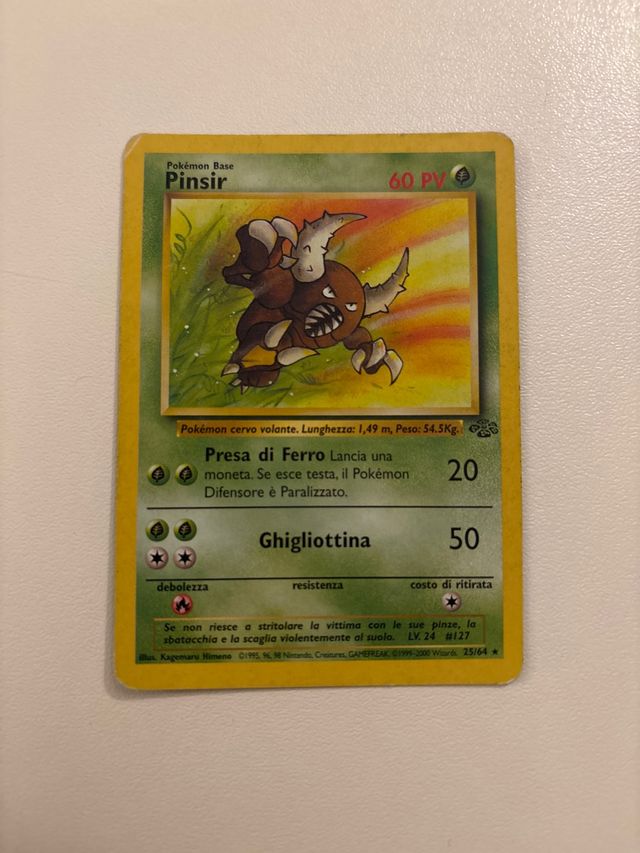 Pokémon Base
Pinsir 60 PV
Pokémon cervo volante. Lunghezza: 1,49 m, Peso: 54.5Kg.
Presa di Ferro Lancia una
moneta. Se esce testa, il Pokémon 20
Difensore è Paralizzato.
Ghigliottina 50
debolezza resistenza costo di ritirata
Se non riesce a stritolare la vittima con le sue pinze, la
sbatacchia e la scaglia violentemente al suolo. LV. 24 #127
Illus. Kagemaru Himeno ©1995, 96, 98 Nintendo, Creatures, GAMEFREAK. ©1999-2000 Wizards. 25/64 ★